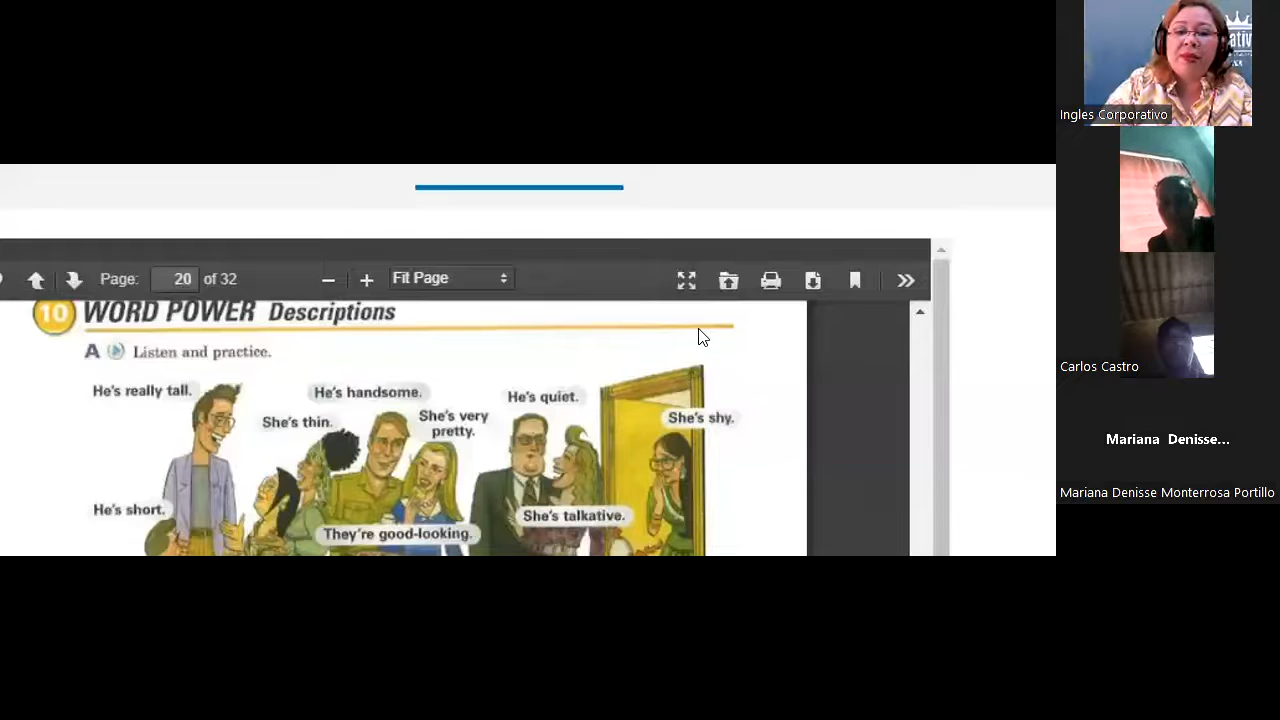 Page: 20 of 32
Fit Page
10 WORD POWER Descriptions
A Listen and practice.
He's really tall.
He's handsome.
He's quiet.
She's thin.
She's very
pretty.
She's shy.
He's short.
They're good-looking.
She's talkative.
Ingles Corporativo
Carlos Castro
Mariana Denisse...
Mariana Denisse Monterrosa Portillo